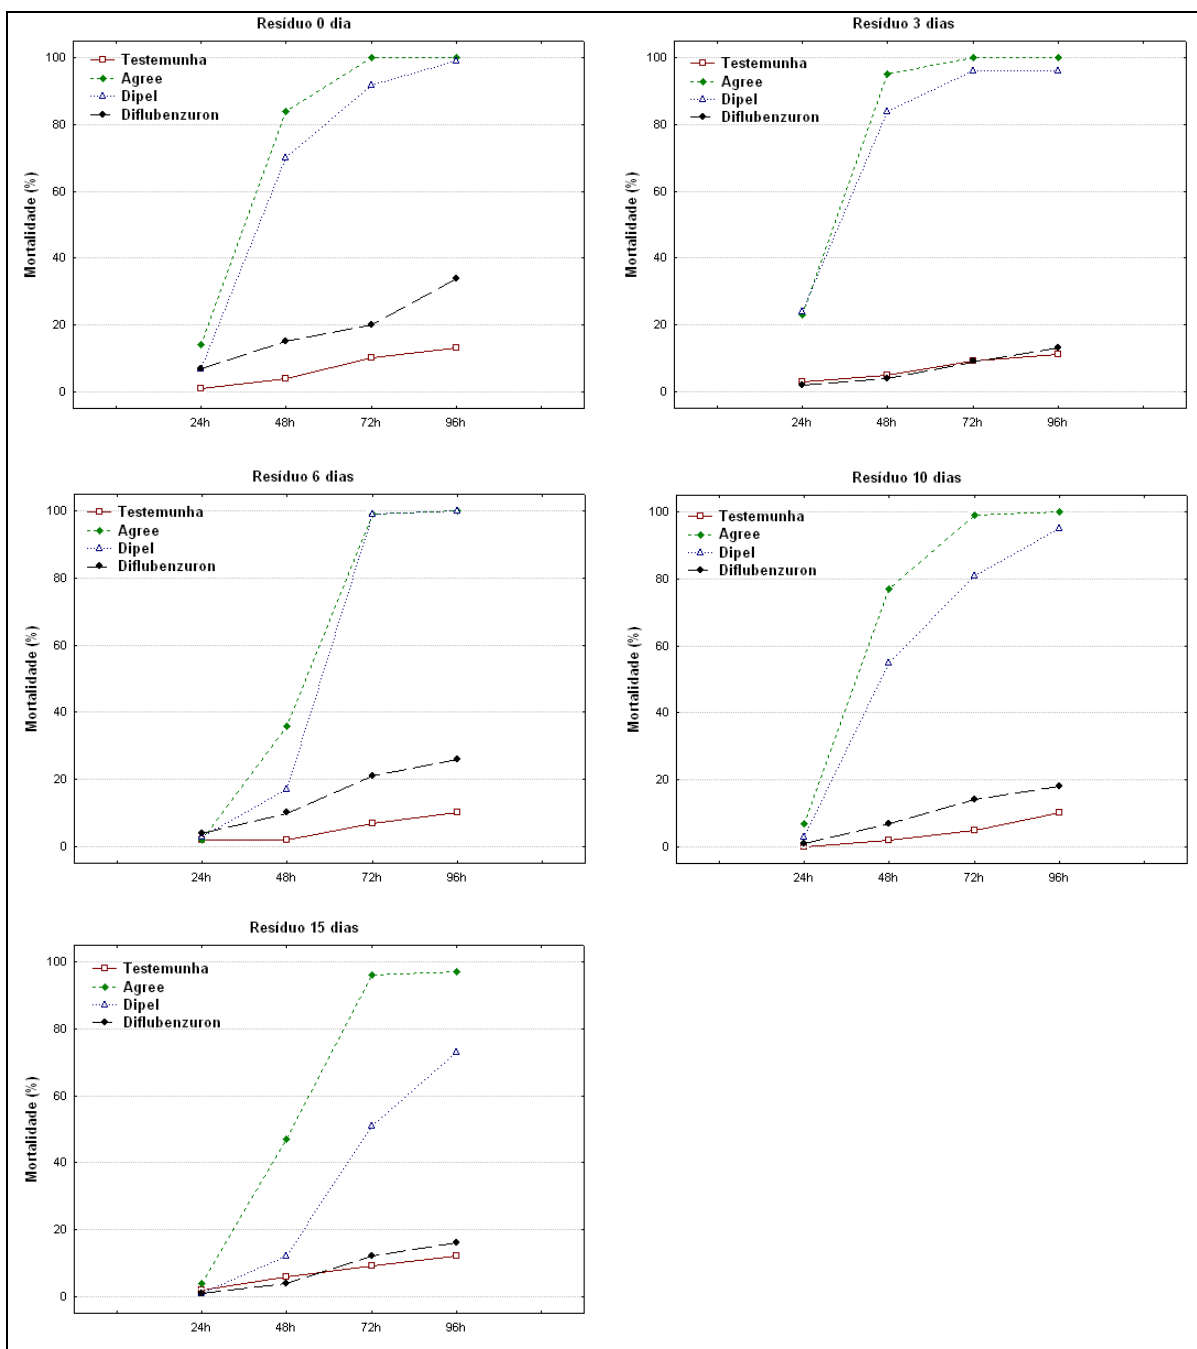 Resíduo 0 dia
Testemunha
Agree
Dipel
Diflubenzuron
Mortalidade (%)
100
80
60
40
20
0
24h 48h 72h 96h
Resíduo 3 dias
Testemunha
Agree
Dipel
Diflubenzuron
Mortalidade (%)
100
80
60
40
20
0
24h 48h 72h 96h
Resíduo 6 dias
Testemunha
Agree
Dipel
Diflubenzuron
Mortalidade (%)
100
80
60
40
20
0
24h 48h 72h 96h
Resíduo 10 dias
Testemunha
Agree
Dipel
Diflubenzuron
Mortalidade (%)
100
80
60
40
20
0
24h 48h 72h 96h
Resíduo 15 dias
Testemunha
Agree
Dipel
Diflubenzuron
Mortalidade (%)
100
80
60
40
20
0
24h 48h 72h 96h